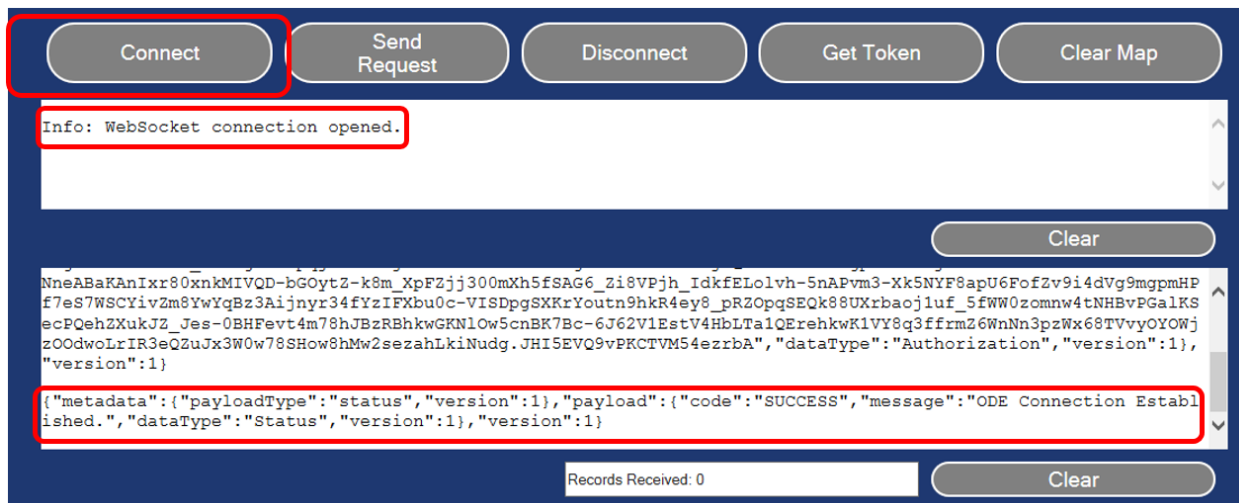 Connect
Send
Request
Disconnect
Get Token
Clear Map
Info: WebSocket connection opened.
Clear
NneABaKAnIxr80xnkMIVQD-bGOytZ-k8m_XpFZjj300mXh5fSAG6_Zi8VPjh_IdkfELolvh-5nAPvm3-Xk5NYF8apU6FofZv9i4dVg9mgpmHP
f7eS7WSCYivZm8YwYqBz3Aijnyr34fYzIFXbu0c-VISDpgSXKrYoutn9hkR4ey8_pRZOpqSEQk88UXrbaoj1uf_5fWW0zomnw4tNHBvPGalKS
ecPQehZXukJZ_Jes-0BHFevt4m78hJBzRBhkwGKNlOw5cnBK7Bc-6J62V1EstV4HbLTa1QErehkwK1VY8q3ffrmZ6WnNn3pzWx68TVvyOYOWj
zOOdwoLrIR3eQZuJx3W0w78SHow8hMw2sezahLkiNudg.JHI5EVQ9vPKCTVM54ezrbA","dataType":"Authorization","version":1},
"version":1}
{"metadata":{"payloadType":"status","version":1},"payload":{"code":"SUCCESS","message":"ODE Connection Establ
ished.","dataType":"Status","version":1},"version":1}
Records Received: 0
Clear